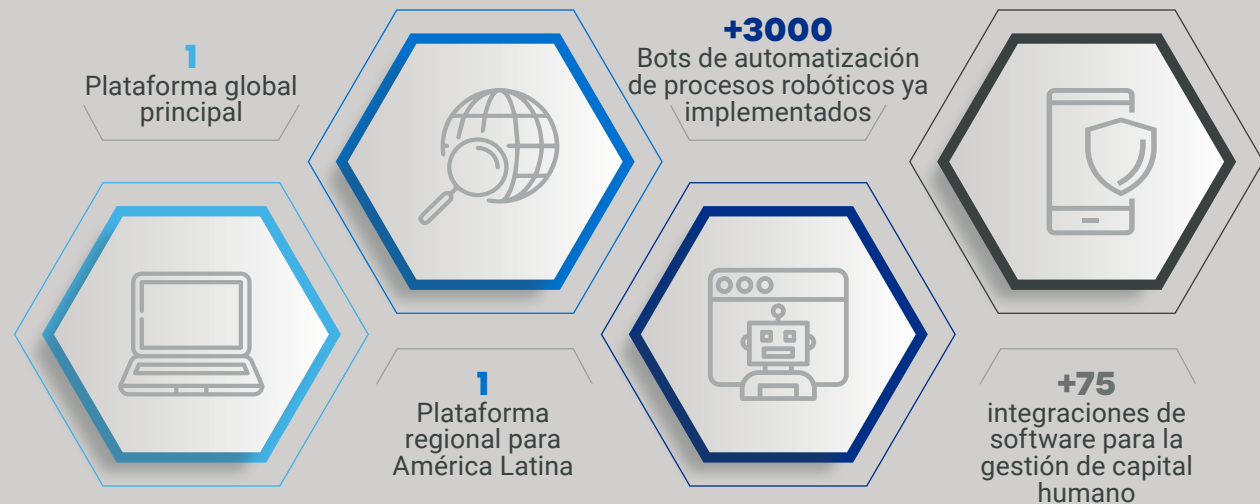 1
Plataforma global
principal
1
Plataforma
regional para
América Latina
+3000
Bots de automatización
de procesos robóticos ya
implementados
+75
integraciones de
software para la
gestión de capital
humano